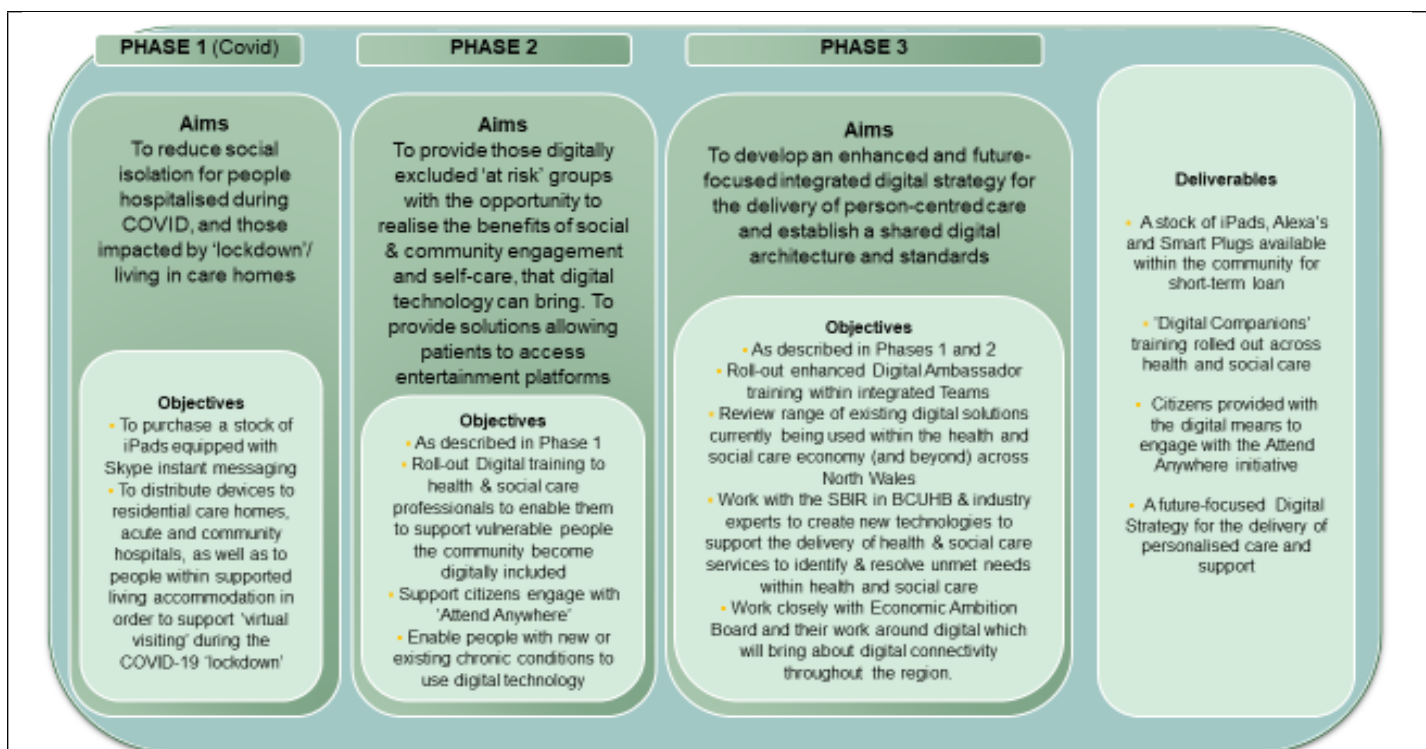 PHASE 1 (Covid)
Aims
To reduce social
isolation for people
hospitalised during
COVID, and those
impacted by 'lockdown'/
living in care homes
Objectives
• To purchase a stock of
iPads equipped with
Skype instant messaging
• To distribute devices to
residential care homes,
acute and community
hospitals, as well as to
people within supported
living accommodation in
order to support 'virtual
visiting' during the
COVID-19 'lockdown'
PHASE 2
Aims
To provide those digitally
excluded 'at risk' groups
with the opportunity to
realise the benefits of social
& community engagement
and self-care, that digital
technology can bring. To
provide solutions allowing
patients to access
entertainment platforms
Objectives
• As described in Phase 1
• Roll-out Digital training to
health & social care
professionals to enable them
to support vulnerable people
the community become
digitally included
• Support citizens engage with
'Attend Anywhere'
• Enable people with new or
existing chronic conditions to
use digital technology
PHASE 3
Aims
To develop an enhanced and future-
focused integrated digital strategy for
the delivery of person-centred care
and establish a shared digital
architecture and standards
Objectives
• As described in Phases 1 and 2
• Roll-out enhanced Digital Ambassador
training within integrated Teams
• Review range of existing digital solutions
currently being used within the health and
social care economy (and beyond) across
North Wales
• Work with the SBIR in BCUHB & industry
experts to create new technologies to
support the delivery of health & social care
services to identify & resolve unmet needs
within health and social care
• Work closely with Economic Ambition
Board and their work around digital which
will bring about digital connectivity
throughout the region.
Deliverables
• A stock of iPads, Alexa's
and Smart Plugs available
within the community for
short-term loan
• 'Digital Companions'
training rolled out across
health and social care
• Citizens provided with
the digital means to
engage with the Attend
Anywhere initiative
• A future-focused Digital
Strategy for the delivery of
personalised care and
support